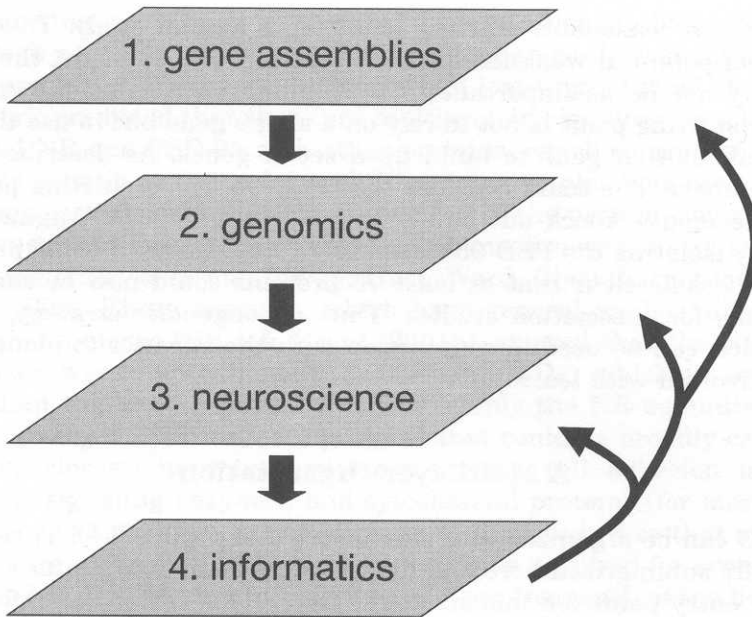 1. gene assemblies
2. genomics
3. neuroscience
4. informatics